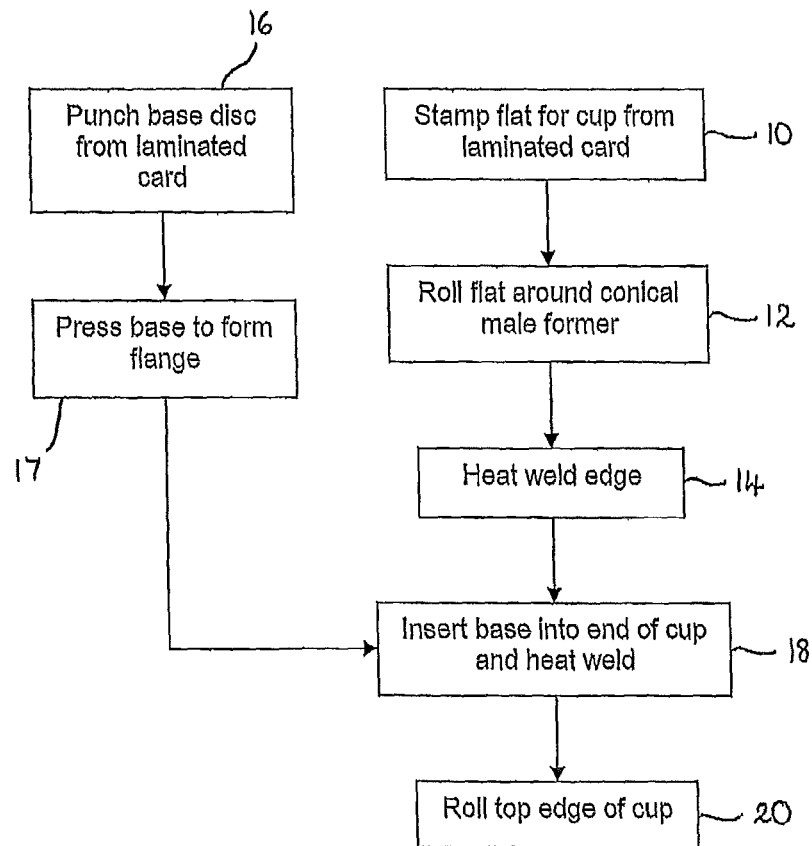 16
Punch base disc
from laminated
card
Stamp flat for cup from
laminated card
10
Press base to form
flange
17
Roll flat around conical
male former
12
Heat weld edge
14
Insert base into end of cup
and heat weld
18
Roll top edge of cup
20